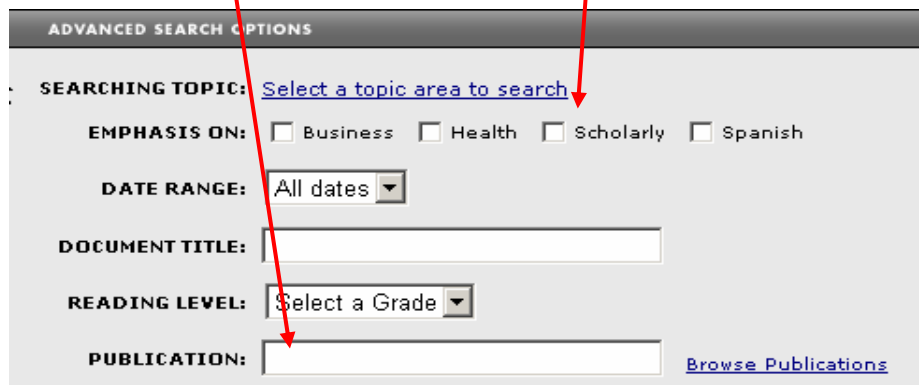 ADVANCED SEARCH OPTIONS
SEARCHING TOPIC: Select a topic area to search
EMPHASIS ON: Business Health Scholarly Spanish
DATE RANGE: All dates
DOCUMENT TITLE:
READING LEVEL: Select a Grade
PUBLICATION: Browse Publications